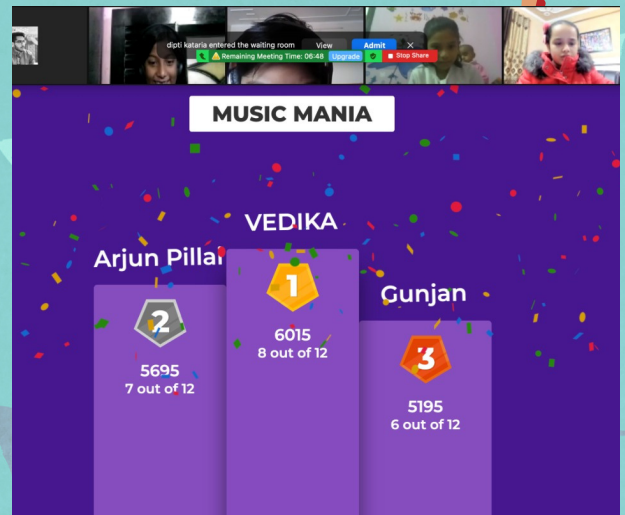 dipti kataria entered the waiting room View Admit
Remaining Meeting Time: 06:48 Upgrade Stop Share
MUSIC MANIA
VEDIKA
1
6015
8 out of 12
Arjun Pillai
2
5695
7 out of 12
Gunjan
3
5195
6 out of 12